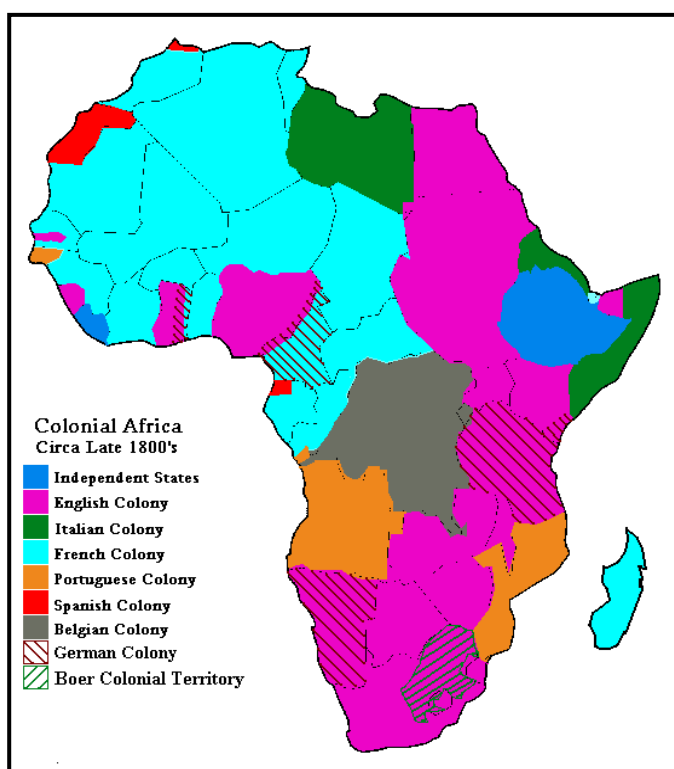 Colonial Africa
Circa Late 1800's
Independent States
English Colony
Italian Colony
French Colony
Portuguese Colony
Spanish Colony
Belgian Colony
German Colony
Boer Colonial Territory